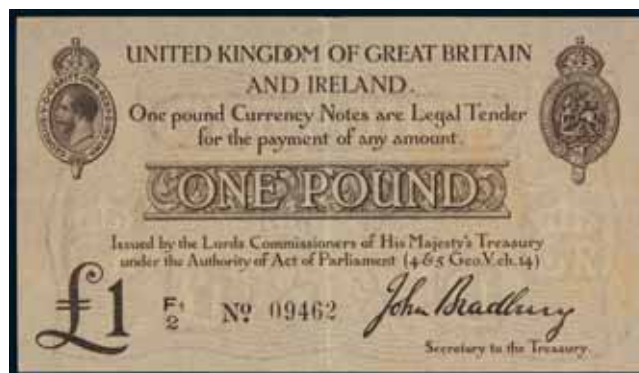 UNITED KINGDOM OF GREAT BRITAIN
AND IRELAND.
One pound Currency Notes are Legal Tender
for the payment of any amount.
ONE POUND
Issued by the Lords Commissioners of His Majesty's Treasury
under the Authority of Act of Parliament (4 & 5 Geo.V. ch.14)
£1 F1/2 No 09462 John Bradbury
Secretary to the Treasury.